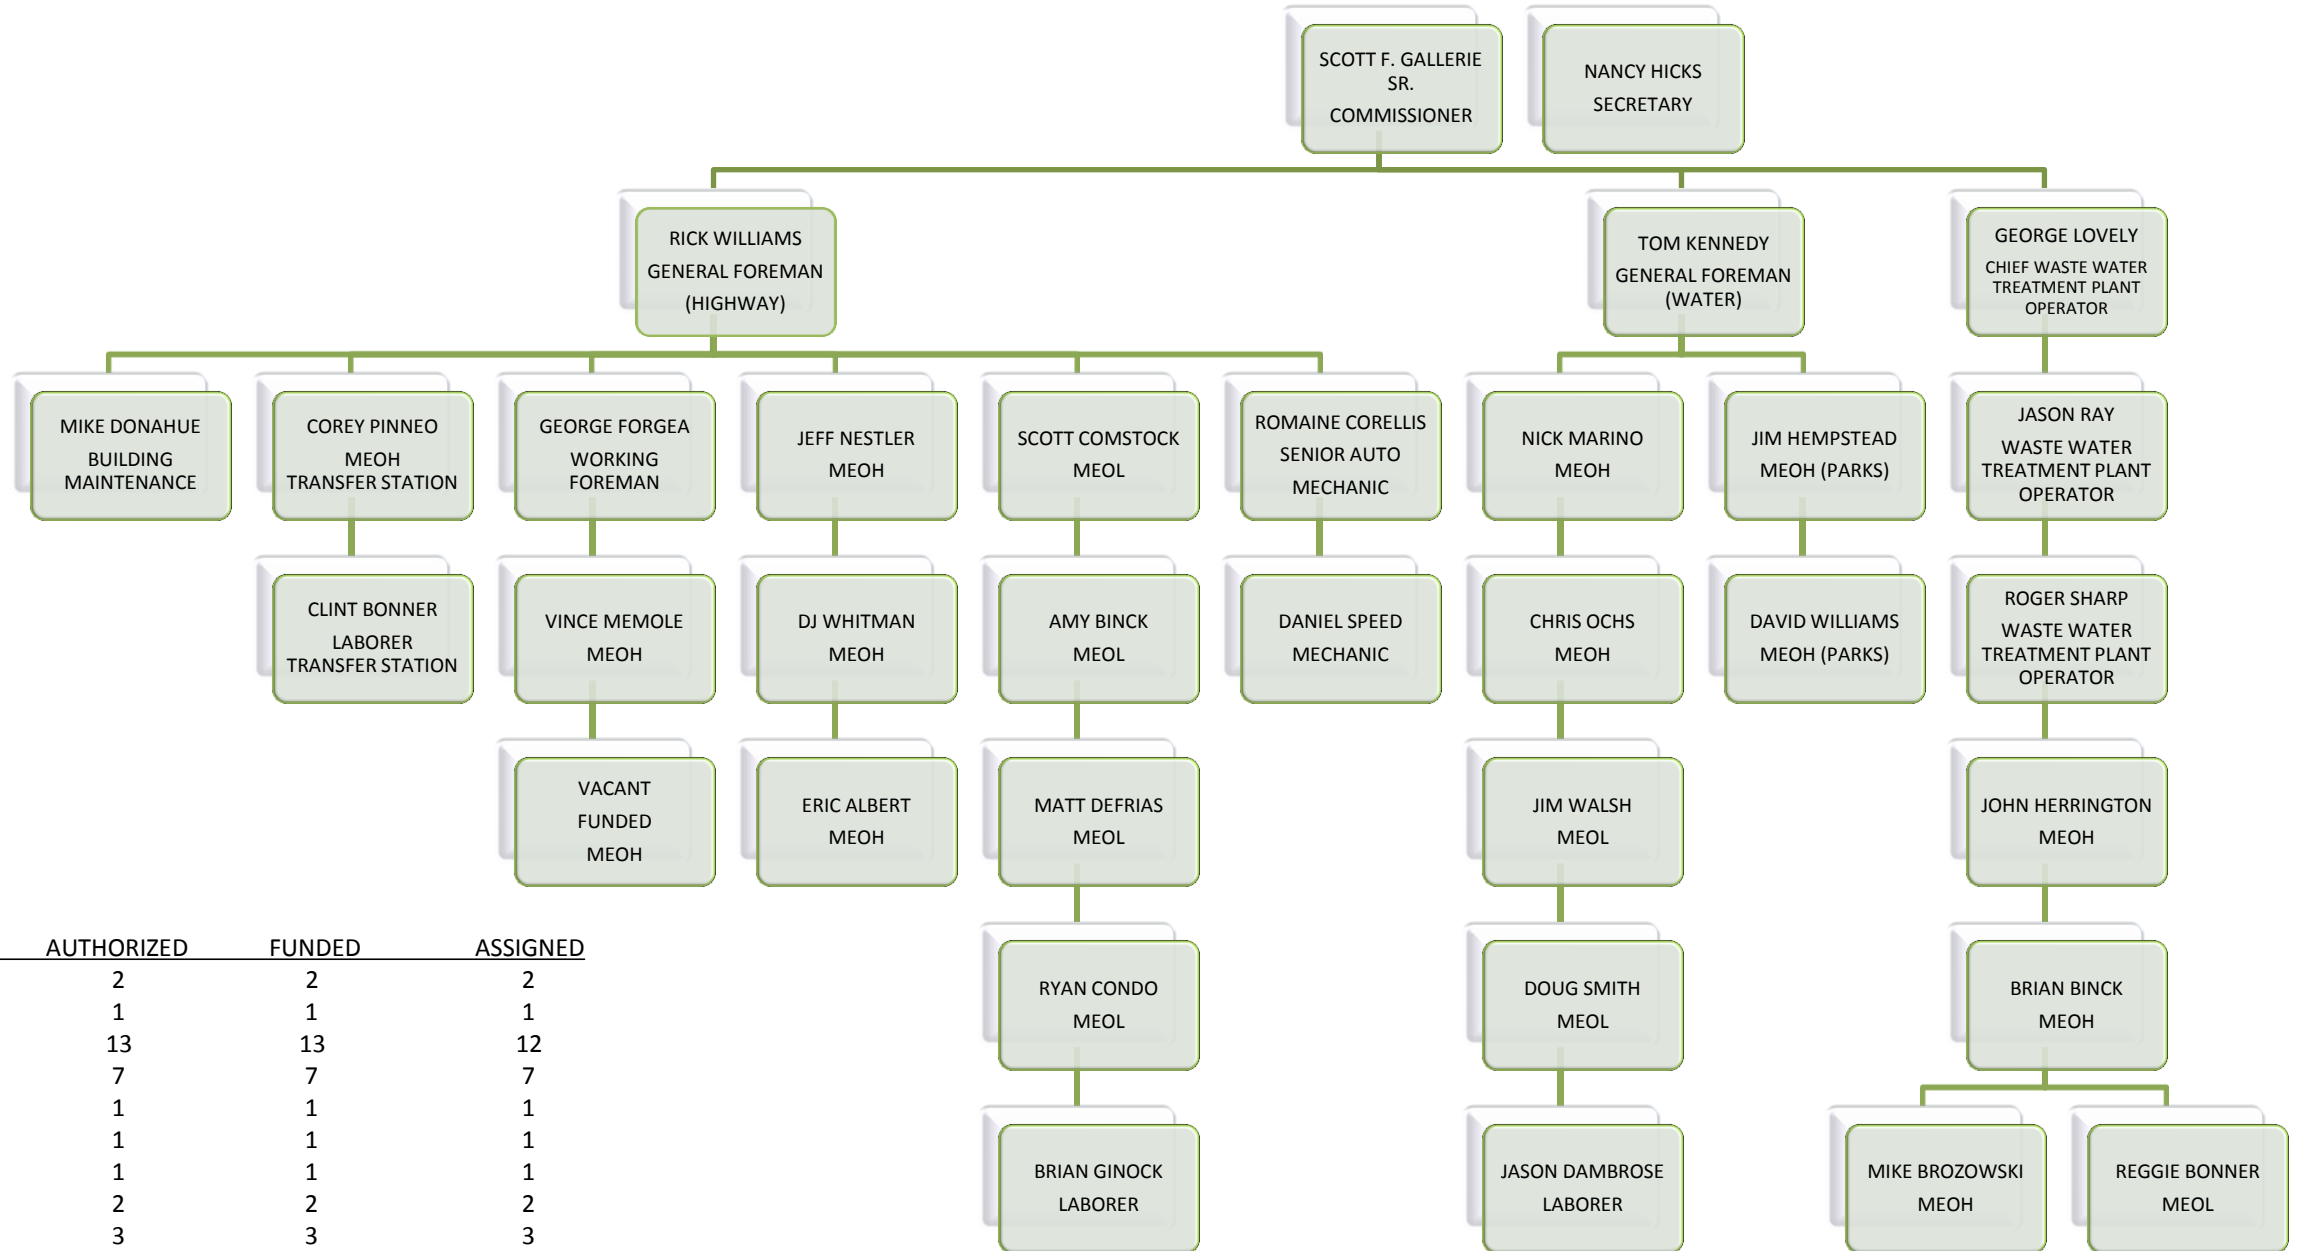 SCOTT F. GALLERIE
SR.
COMMISSIONER
NANCY HICKS
SECRETARY
RICK WILLIAMS
GENERAL FOREMAN
(HIGHWAY)
TOM KENNEDY
GENERAL FOREMAN
(WATER)
GEORGE LOVELY
CHIEF WASTE WATER
TREATMENT PLANT
OPERATOR
MIKE DONAHUE
BUILDING
MAINTENANCE
COREY PINNEO
MEOH
TRANSFER STATION
GEORGE FORGEA
WORKING
FOREMAN
JEFF NESTLER
MEOH
SCOTT COMSTOCK
MEOL
ROMAINE CORELLIS
SENIOR AUTO
MECHANIC
NICK MARINO
MEOH
JIM HEMPSTEAD
MEOH (PARKS)
JASON RAY
WASTE WATER
TREATMENT PLANT
OPERATOR
CLINT BONNER
LABORER
TRANSFER STATION
VINCE MEMOLE
MEOH
DJ WHITMAN
MEOH
AMY BINCK
MEOL
DANIEL SPEED
MECHANIC
CHRIS OCHS
MEOH
DAVID WILLIAMS
MEOH (PARKS)
ROGER SHARP
WASTE WATER
TREATMENT PLANT
OPERATOR
VACANT
FUNDED
MEOH
ERIC ALBERT
MEOH
MATT DEFRIAS
MEOL
JIM WALSH
MEOL
JOHN HERRINGTON
MEOH
RYAN CONDO
MEOL
DOUG SMITH
MEOL
BRIAN BINCK
MEOH
BRIAN GINOCK
LABORER
JASON DAMBROSE
LABORER
MIKE BROZOWSKI
MEOH
REGGIE BONNER
MEOL
AUTHORIZED FUNDED ASSIGNED
2 2 2
1 1 1
13 13 12
7 7 7
1 1 1
1 1 1
1 1 1
2 2 2
3 3 3